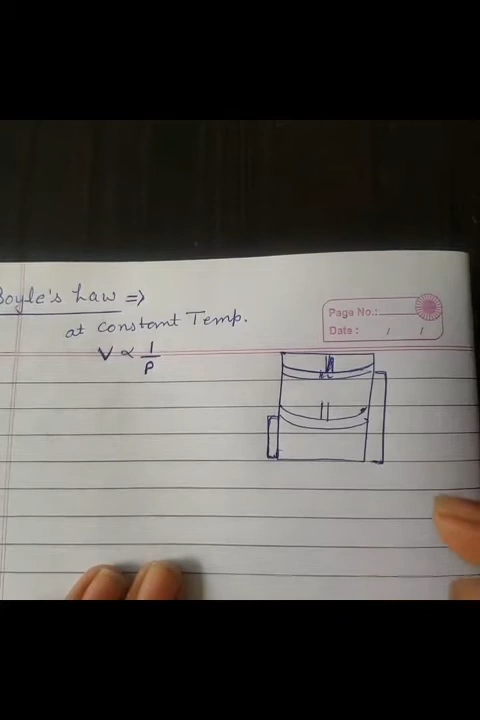 Boyle's Law ⇒
at constant Temp.
V ∝ 1/P
Page No.:
Date : / /